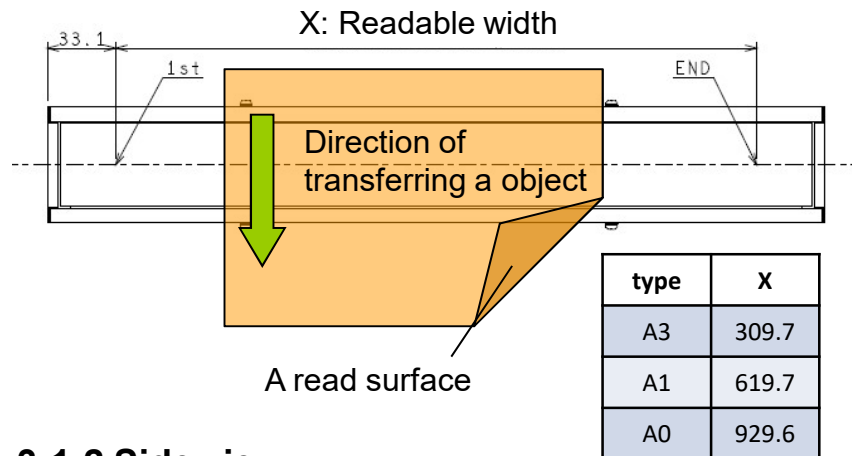 X: Readable width
33.1
1st
END
Direction of
transferring a object
A read surface
type X
A3 309.7
A1 619.7
A0 929.6